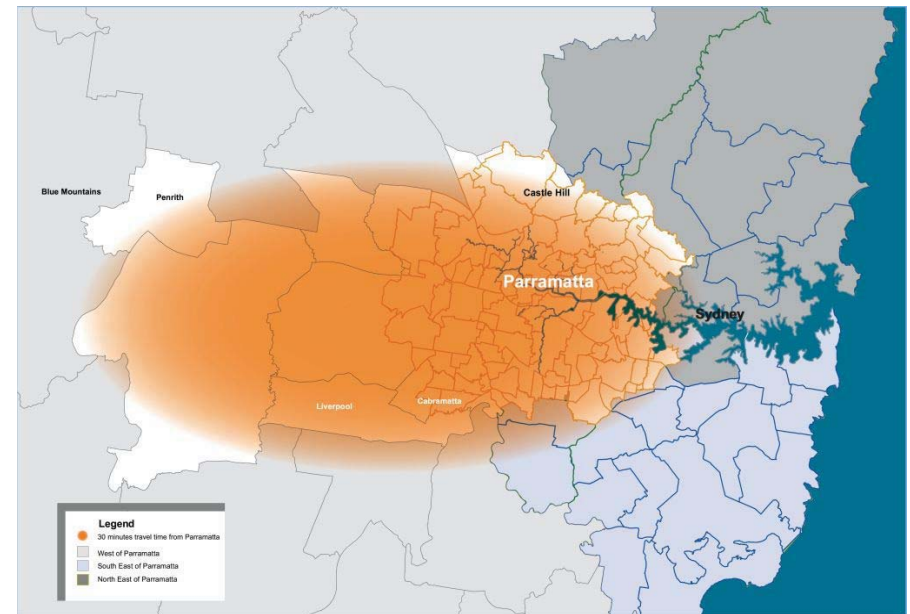 Blue Mountains
Penrith
Castle Hill
Parramatta
Sydney
Liverpool
Cabramatta
Legend
30 minutes travel time from Parramatta
West of Parramatta
South East of Parramatta
North East of Parramatta